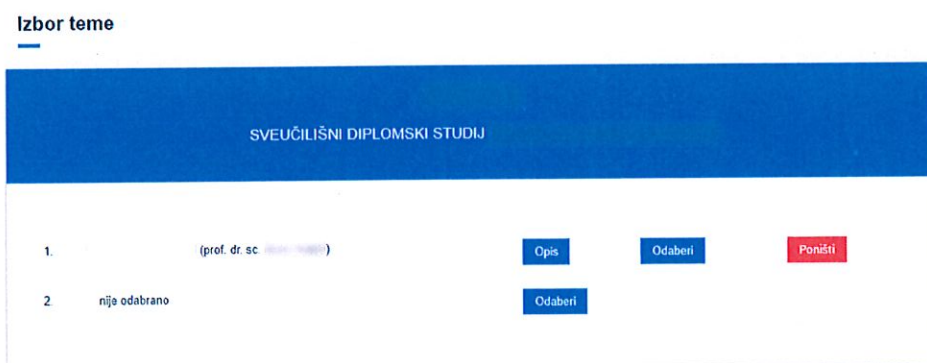 Izbor teme
SVEUČILIŠNI DIPLOMSKI STUDIJ
1. (prof. dr. sc. ) Opis Odaberi Poništi
2. nije odabrano Odaberi